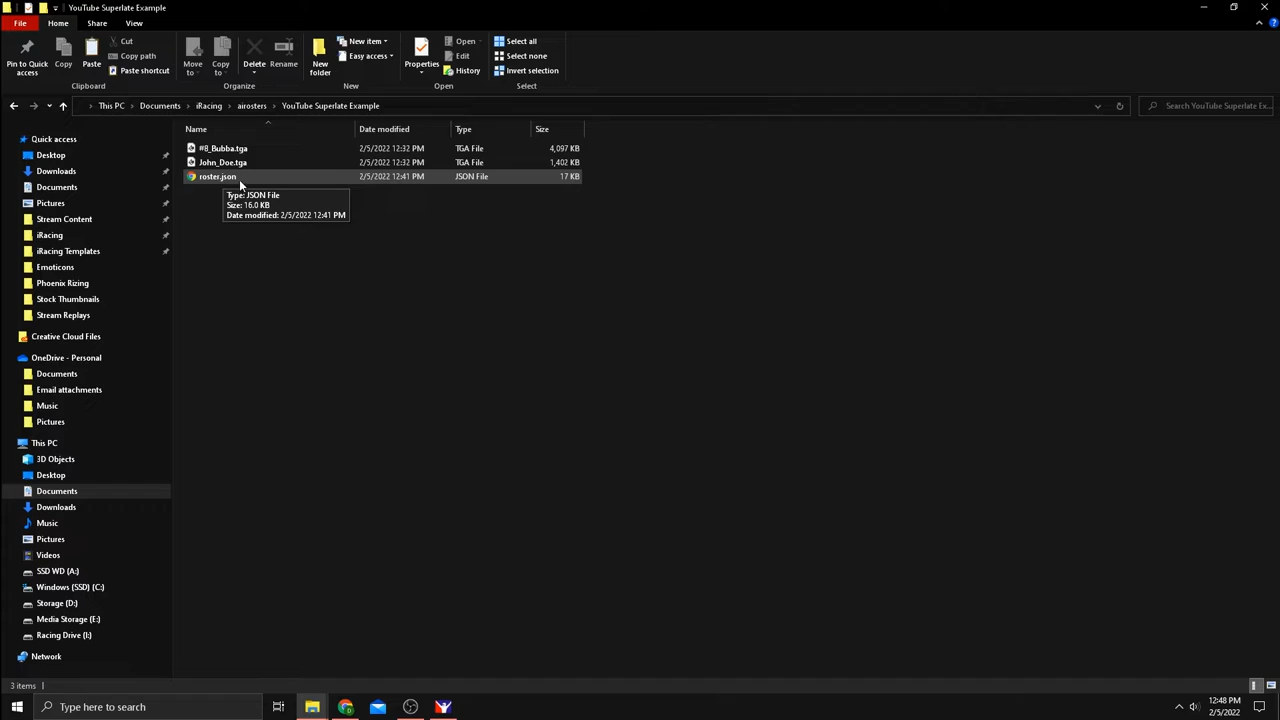 YouTube Superlate Example
File
Home
Share
View
Pin to Quick access
Copy
Paste
Cut
Copy path
Paste shortcut
Clipboard
Move to
Copy to
Delete
Rename
Organize
New folder
New item
Easy access
New
Properties
Open
Edit
History
Open
Select all
Select none
Invert selection
Select
This PC
Documents
iRacing
airosters
YouTube Superlate Example
Search YouTube Superlate Ex...
Name
Date modified
Type
Size
#8_Bubba.tga 2/5/2022 12:32 PM TGA File 4,097 KB
John_Doe.tga 2/5/2022 12:32 PM TGA File 1,402 KB
roster.json 2/5/2022 12:41 PM JSON File 17 KB
Type: JSON File
Size: 16.0 KB
Date modified: 2/5/2022 12:41 PM
Quick access
Desktop
Downloads
Documents
Pictures
Stream Content
iRacing
iRacing Templates
Emoticons
Phoenix Rizing
Stock Thumbnails
Stream Replays
Creative Cloud Files
OneDrive - Personal
Documents
Email attachments
Music
Pictures
This PC
3D Objects
Desktop
Documents
Downloads
Music
Pictures
Videos
SSD WD (A:)
Windows (SSD) (C:)
Storage (D:)
Media Storage (E:)
Racing Drive (I:)
Network
3 items
Type here to search
12:48 PM
2/5/2022